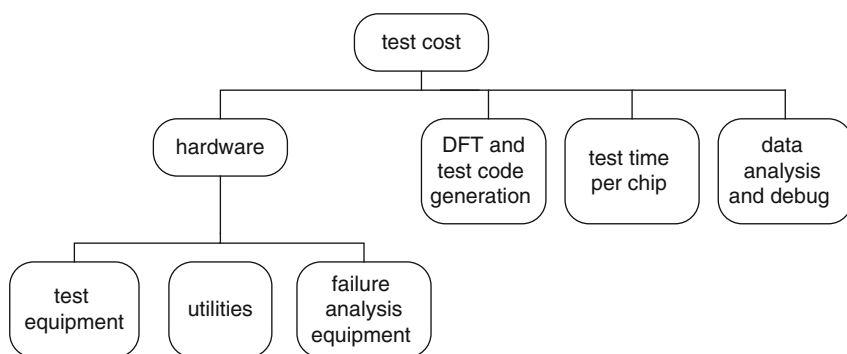 test cost
hardware
DFT and
test code
generation
test time
per chip
data
analysis
and debug
test
equipment
utilities
failure
analysis
equipment